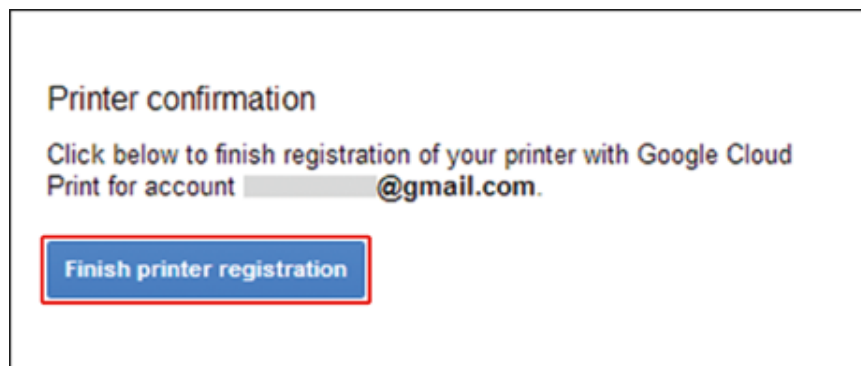 Printer confirmation
Click below to finish registration of your printer with Google Cloud
Print for account @gmail.com.
Finish printer registration